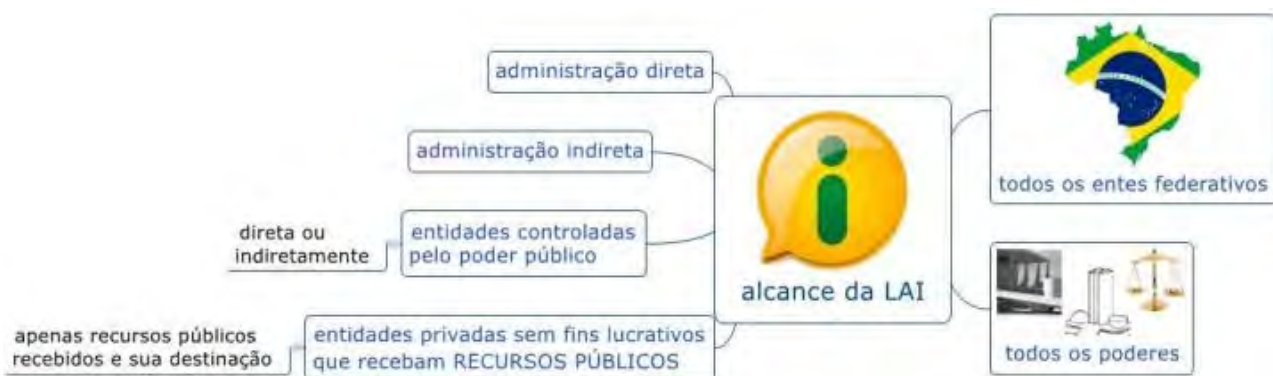 administração direta
administração indireta
direta ou
indiretamente
entidades controladas
pelo poder público
apenas recursos públicos
recebidos e sua destinação
entidades privadas sem fins lucrativos
que recebam RECURSOS PÚBLICOS
alcance da LAI
todos os entes federativos
todos os poderes